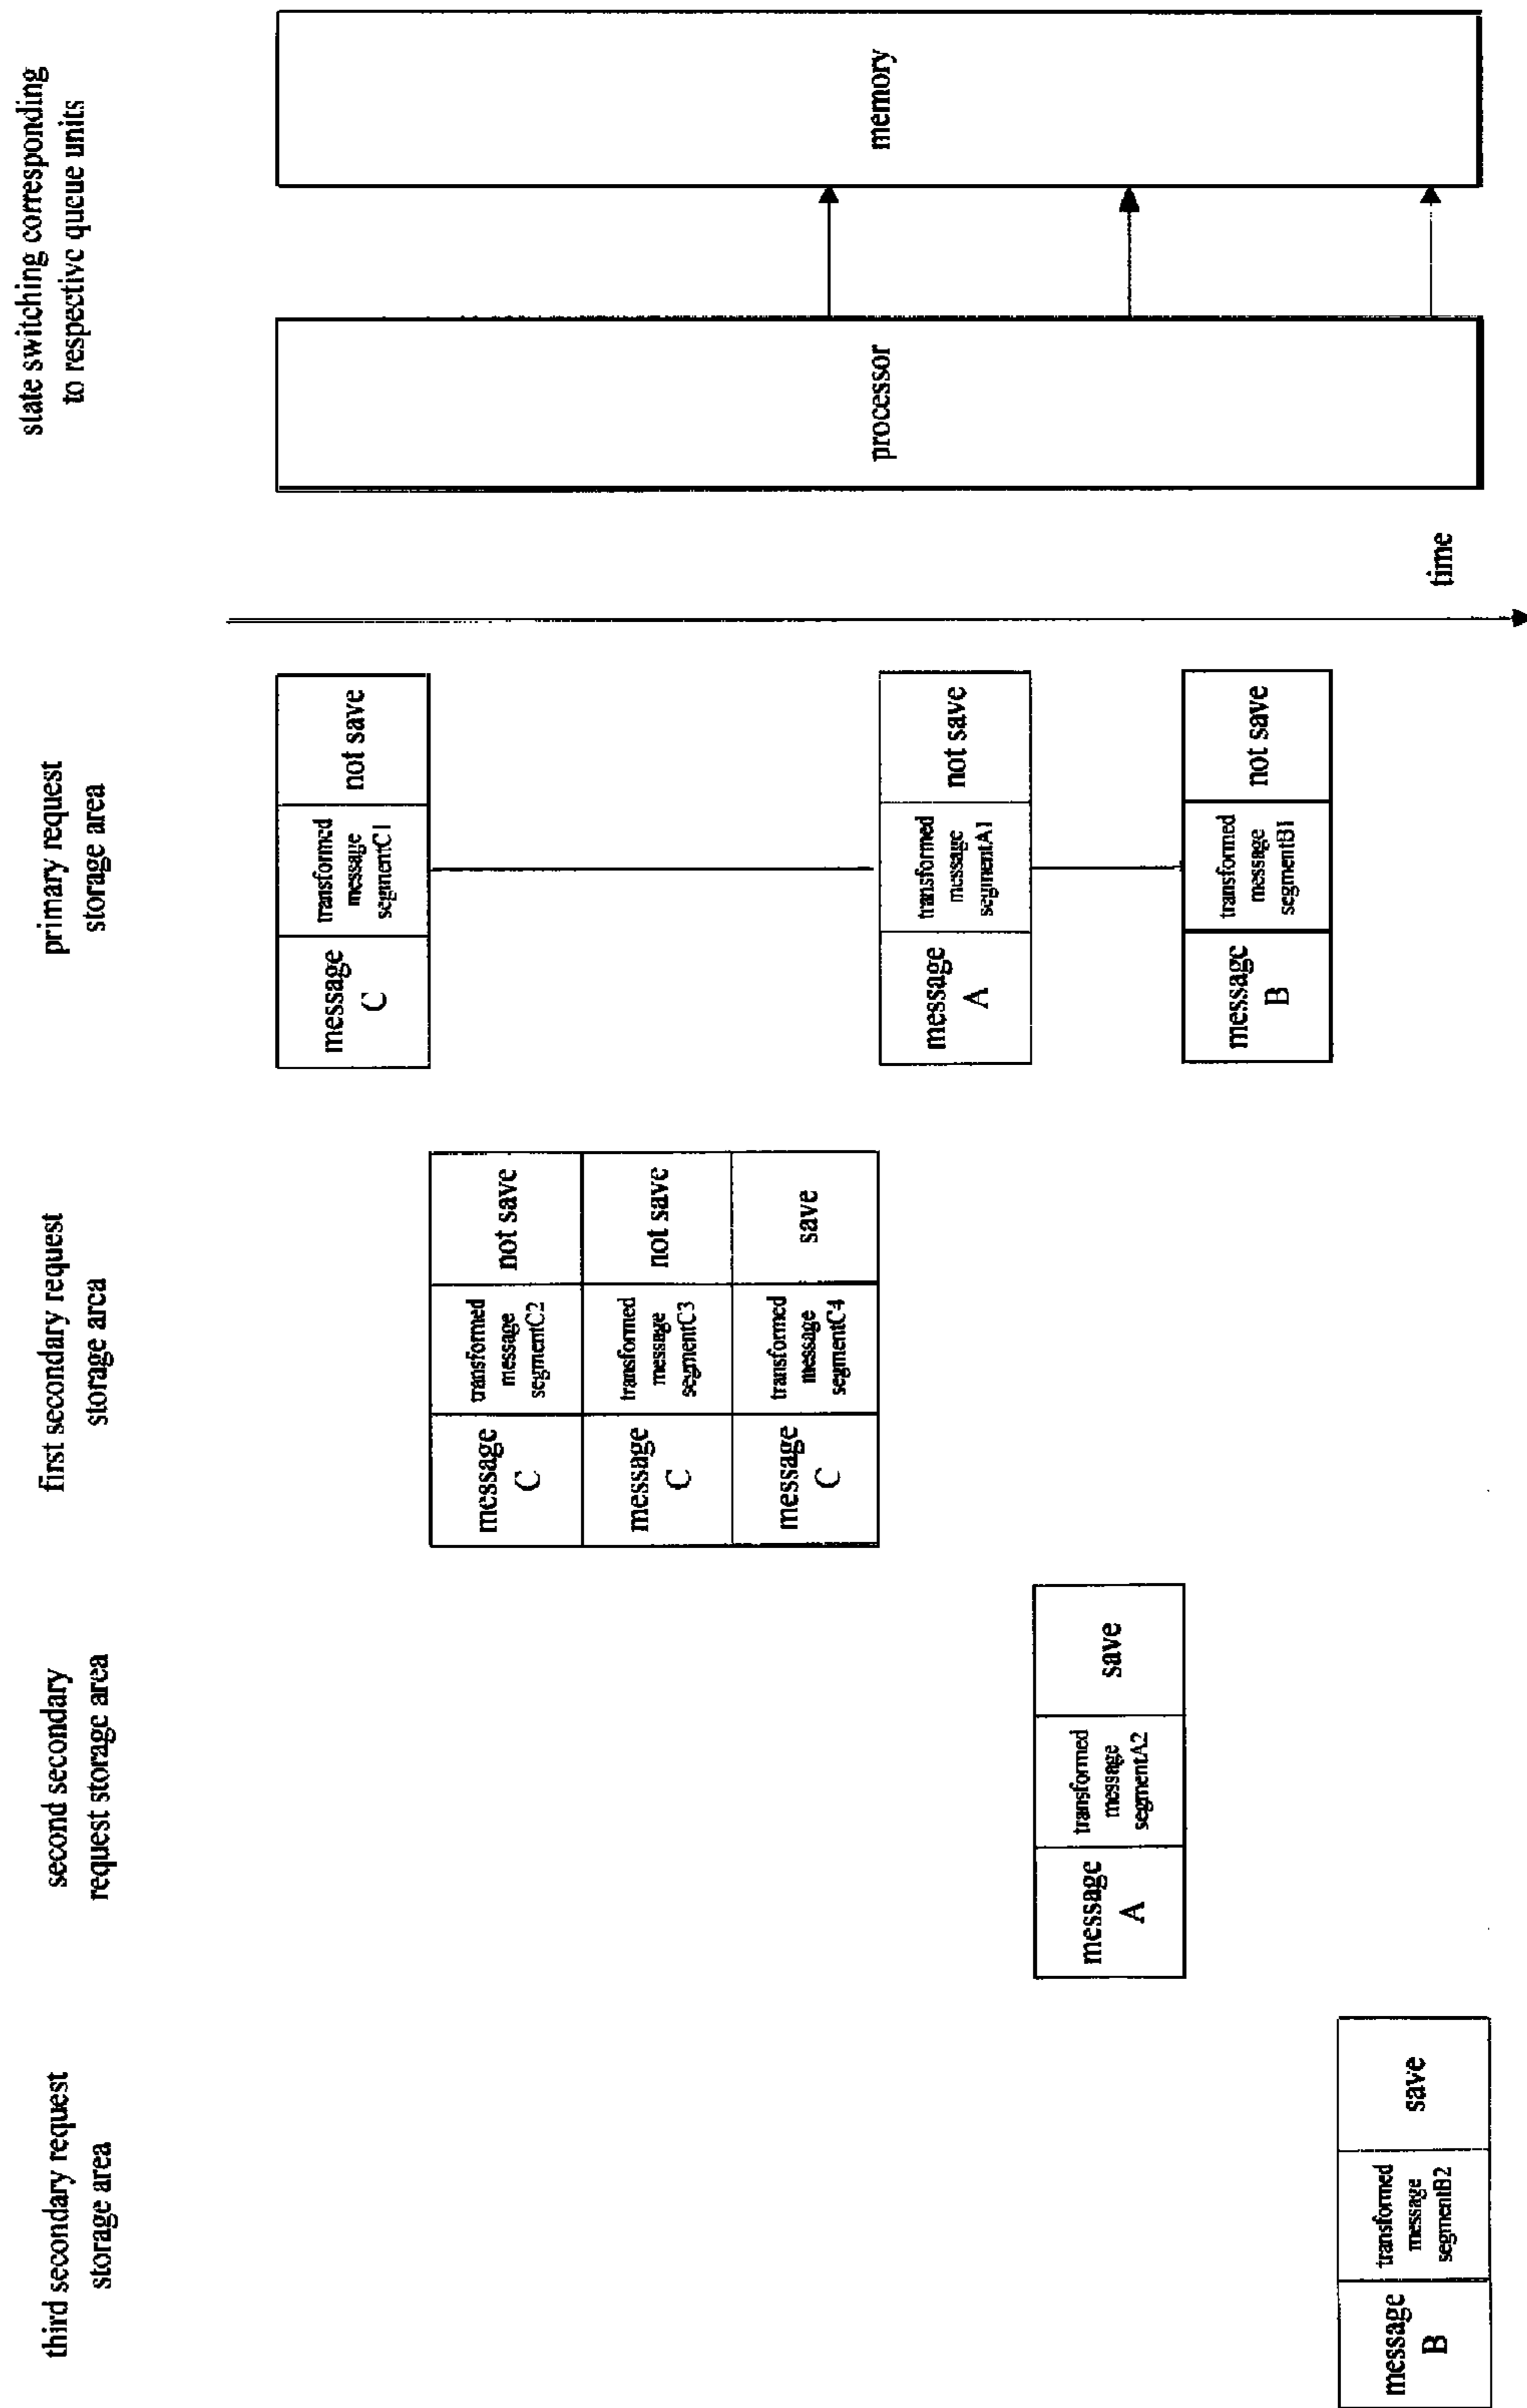 third secondary request
storage area
second secondary
request storage area
first secondary request
storage area
primary request
storage area
state switching corresponding
to respective queue units
message
C
transformed
message
segmentC1
not save
message
C
transformed
message
segmentC2
not save
message
C
transformed
message
segmentC3
not save
message
C
transformed
message
segmentC4
save
processor
memory
message
A
transformed
message
segmentA1
not save
message
A
transformed
message
segmentA2
save
message
B
transformed
message
segmentB1
not save
message
B
transformed
message
segmentB2
save
time